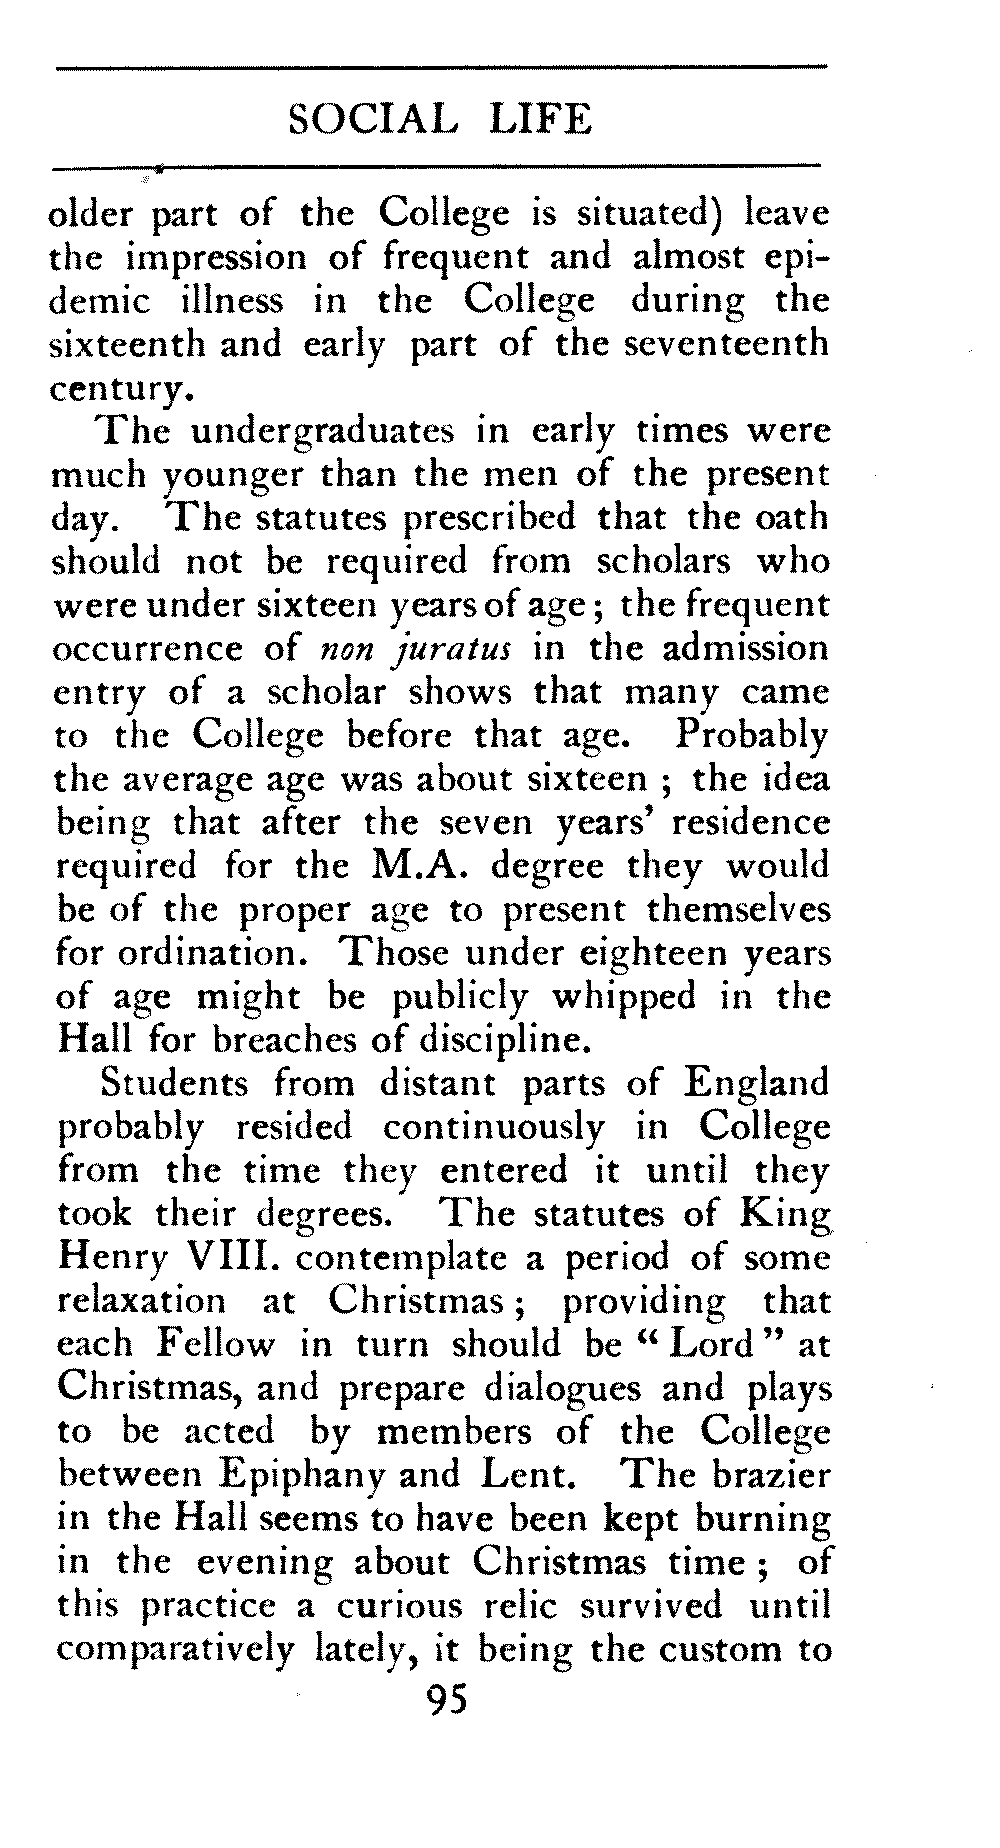 SOCIAL LIFE
older part of the College is situated) leave
the impression of frequent and almost epi-
demic illness in the College during the
sixteenth and early part of the seventeenth
century.
The undergraduates in early times were
much younger than the men of the present
day. The statutes prescribed that the oath
should not be required from scholars who
were under sixteen years of age; the frequent
occurrence of non juratus in the admission
entry of a scholar shows that many came
to the College before that age. Probably
the average age was about sixteen ; the idea
being that after the seven years' residence
required for the M.A. degree they would
be of the proper age to present themselves
for ordination. Those under eighteen years
of age might be publicly whipped in the
Hall for breaches of discipline.
Students from distant parts of England
probably resided continuously in College
from the time they entered it until they
took their degrees. The statutes of King
Henry VIII. contemplate a period of some
relaxation at Christmas; providing that
each Fellow in turn should be “Lord” at
Christmas, and prepare dialogues and plays
to be acted by members of the College
between Epiphany and Lent. The brazier
in the Hall seems to have been kept burning
in the evening about Christmas time; of
this practice a curious relic survived until
comparatively lately, it being the custom to
95